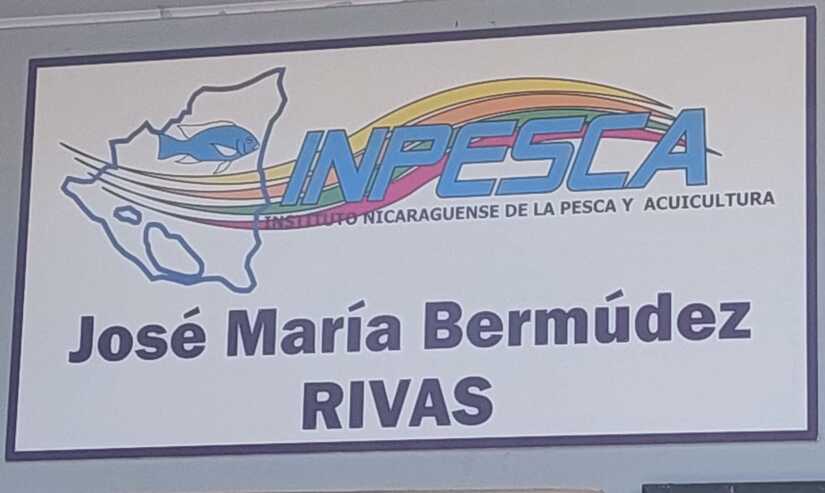 INPESCA
INSTITUTO NICARAGUENSE DE LA PESCA Y ACUICULTURA
José María Bermúdez
RIVAS